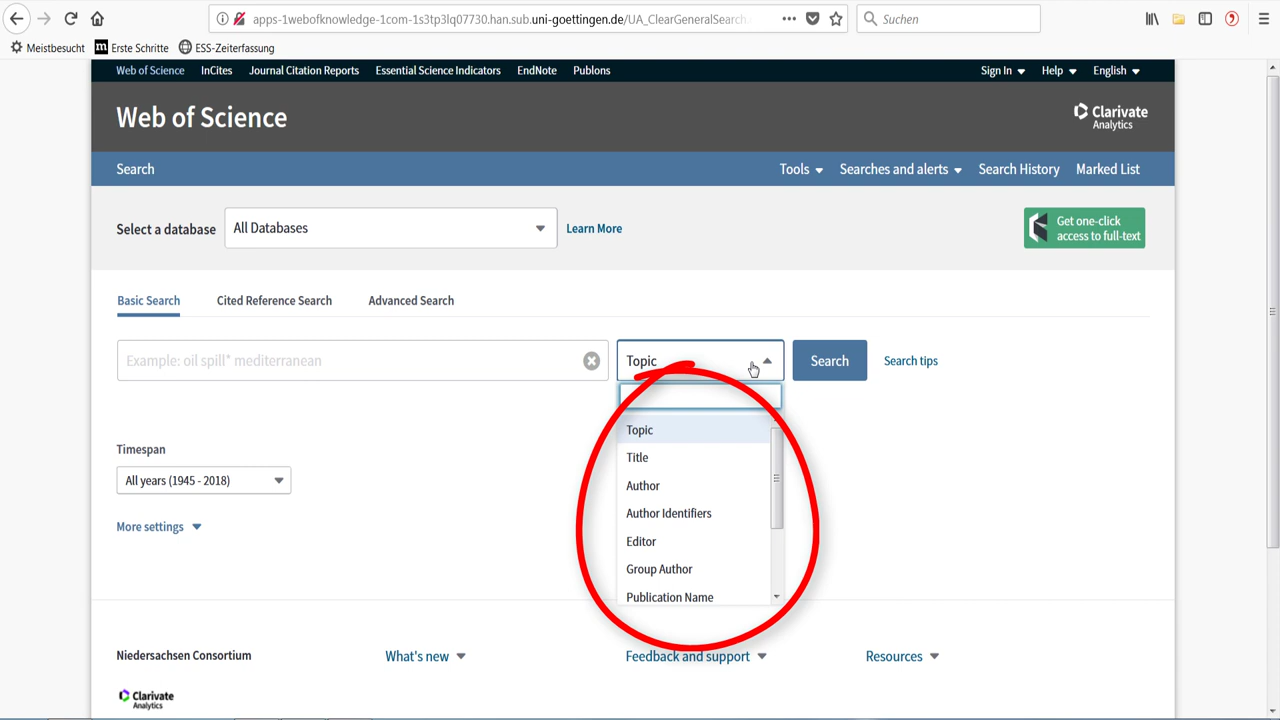 apps-1webofknowledge-1com-1s3tp3lq07730.han.sub.uni-goettingen.de/UA_ClearGeneralSearch.
Suchen
Meistbesucht
m Erste Schritte
ESS-Zeiterfassung
Web of Science InCites Journal Citation Reports Essential Science Indicators EndNote Publons Sign In Help English
Web of Science
Clarivate
Analytics
Search Tools Searches and alerts Search History Marked List
Select a database All Databases Learn More
Get one-click
access to full-text
Basic Search Cited Reference Search Advanced Search
Example: oil spill* mediterranean Topic Search Search tips
Topic
Title
Author
Author Identifiers
Editor
Group Author
Publication Name
Timespan
All years (1945 - 2018)
More settings
Niedersachsen Consortium What's new Feedback and support Resources
Clarivate
Analytics